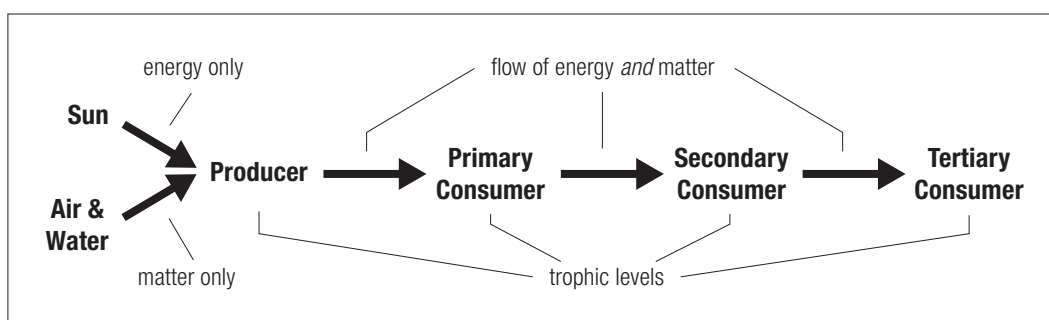 energy only
flow of energy and matter
Sun
Producer
Primary
Consumer
Secondary
Consumer
Tertiary
Consumer
Air &
Water
matter only
trophic levels